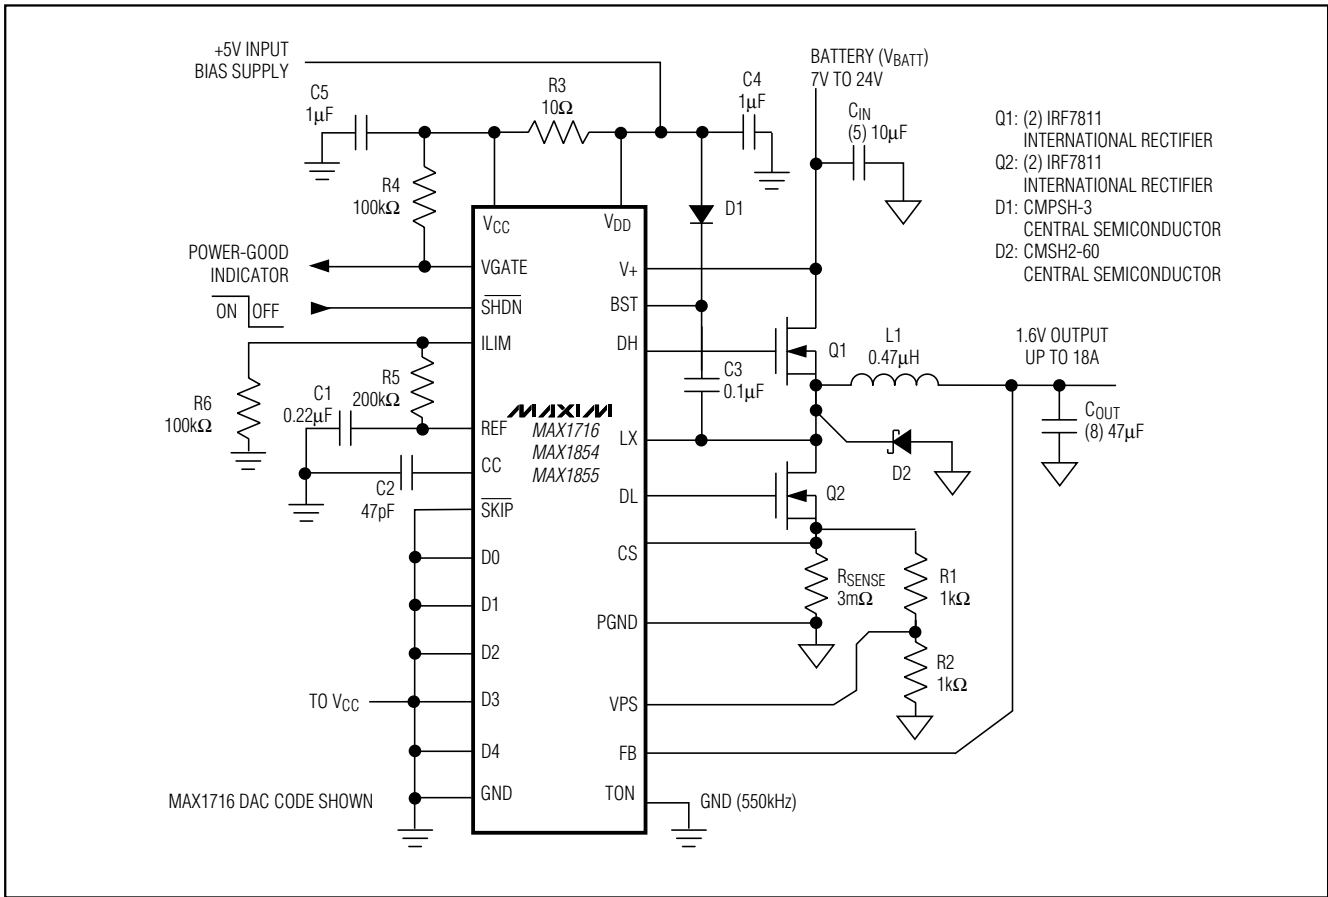 +5V INPUT
BIAS SUPPLY
C5
1µF
R3
10Ω
C4
1µF
BATTERY (VBATT)
7V TO 24V
CIN
(5) 10µF
Q1: (2) IRF7811
INTERNATIONAL RECTIFIER
Q2: (2) IRF7811
INTERNATIONAL RECTIFIER
D1: CMPSH-3
CENTRAL SEMICONDUCTOR
D2: CMSH2-60
CENTRAL SEMICONDUCTOR
R4
100kΩ
D1
VCC
VDD
POWER-GOOD
INDICATOR
VGATE
V+
ON OFF
SHDN
BST
ILIM
DH
Q1
L1
0.47µH
1.6V OUTPUT
UP TO 18A
R6
100kΩ
C1
0.22µF
R5
200kΩ
C3
0.1µF
COUT
(8) 47µF
MAXIM
MAX1716
MAX1854
MAX1855
REF
LX
D2
CC
C2
47pF
DL
Q2
SKIP
CS
D0
RSENSE
3mΩ
R1
1kΩ
D1
PGND
D2
R2
1kΩ
TO VCC
D3
VPS
D4
FB
MAX1716 DAC CODE SHOWN
GND
TON
GND (550kHz)